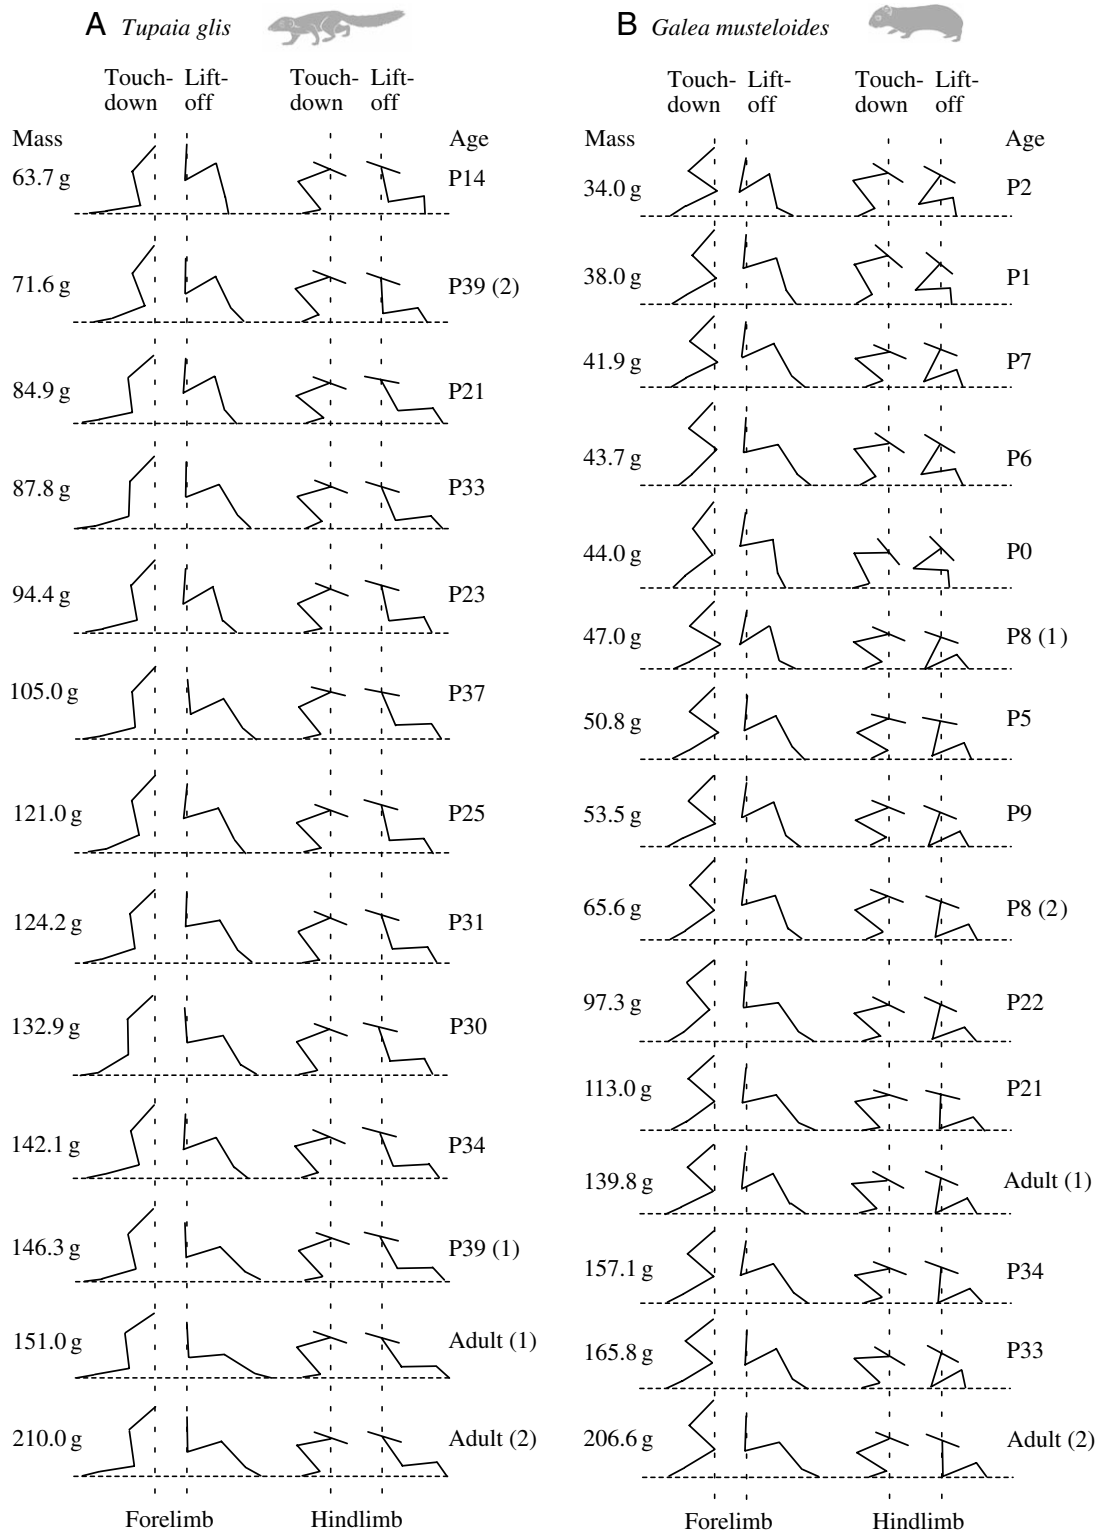 A Tupaia glis
Touch- Lift- Touch- Lift-
down off down off
Mass Age
63.7 g P14
71.6 g P39 (2)
84.9 g P21
87.8 g P33
94.4 g P23
105.0 g P37
121.0 g P25
124.2 g P31
132.9 g P30
142.1 g P34
146.3 g P39 (1)
151.0 g Adult (1)
210.0 g Adult (2)
Forelimb Hindlimb
B Galea musteloides
Touch- Lift- Touch- Lift-
down off down off
Mass Age
34.0 g P2
38.0 g P1
41.9 g P7
43.7 g P6
44.0 g P0
47.0 g P8 (1)
50.8 g P5
53.5 g P9
65.6 g P8 (2)
97.3 g P22
113.0 g P21
139.8 g Adult (1)
157.1 g P34
165.8 g P33
206.6 g Adult (2)
Forelimb Hindlimb